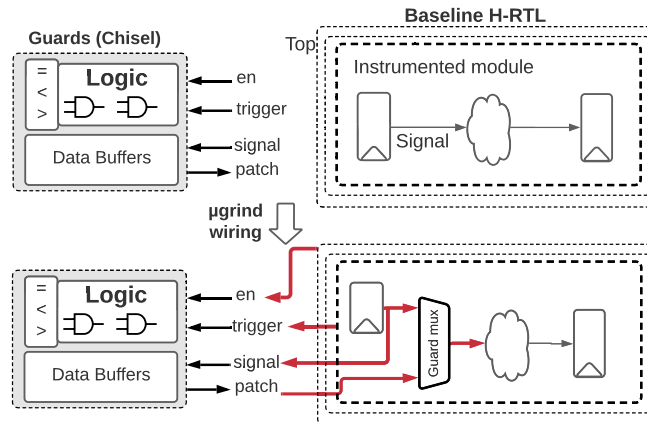 Guards (Chisel)
=
<
>
Logic
Data Buffers
en
trigger
signal
patch
Baseline H-RTL
Top
Instrumented module
Signal
µgrind
wiring
=
<
>
Logic
Data Buffers
en
trigger
signal
patch
Guard mux